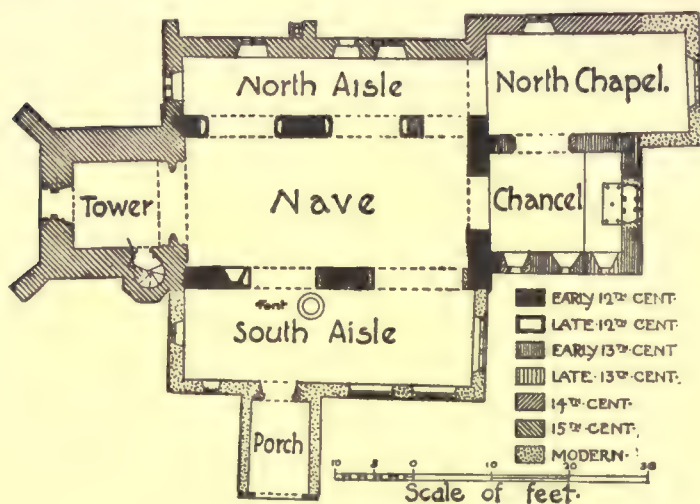 North Aisle
North Chapel.
Tower
Nave
Chancel
Font
South Aisle
Porch
EARLY 12TH CENT.
LATE 12TH CENT.
EARLY 13TH CENT
LATE 13TH CENT.
14TH CENT.
15TH CENT.
MODERN
10 5 0 10 20 30
Scale of feet.